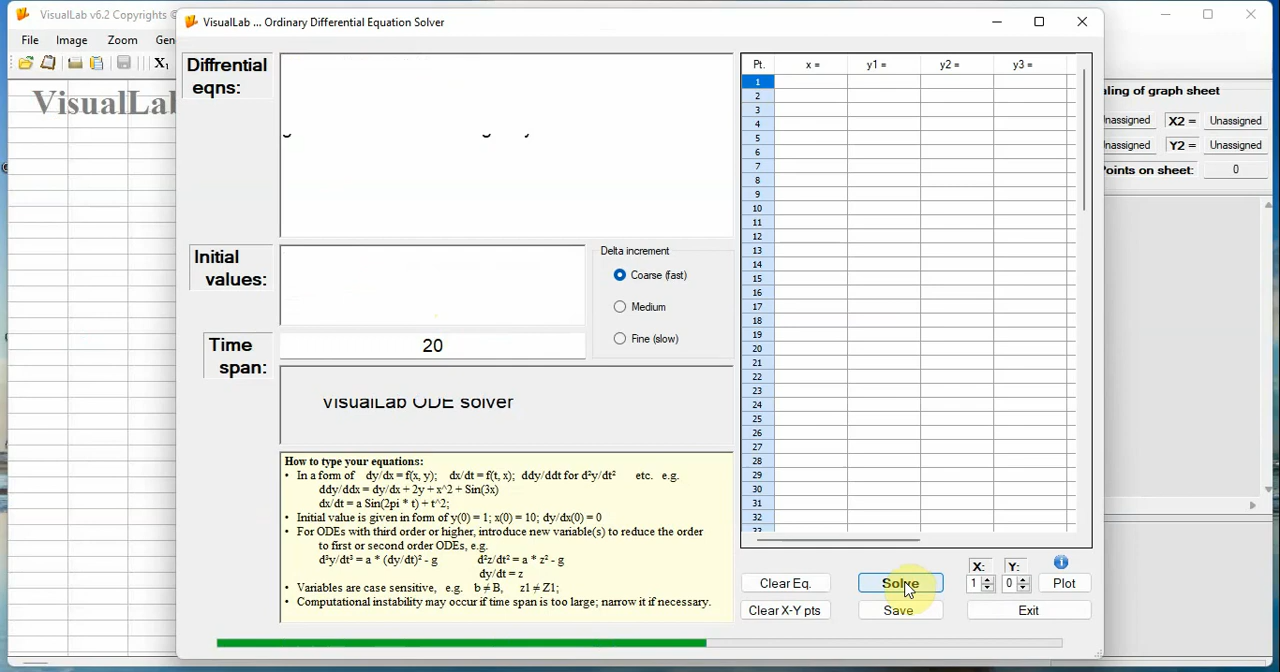 VisualLab v6.2 Copyrights ©
VisualLab ... Ordinary Differential Equation Solver
File Image Zoom Gen
X₁
VisualLab
Diffrential
eqns:
Initial
values:
Time
span:
20
Delta increment
Coarse (fast)
Medium
Fine (slow)
VisualLab ODE solver
How to type your equations:
• In a form of dy/dx = f(x, y); dx/dt = f(t, x); ddy/ddt for d²y/dt² etc. e.g.
ddy/ddx = dy/dx + 2y + x^2 + Sin(3x)
dx/dt = a Sin(2pi * t) + t^2;
• Initial value is given in form of y(0) = 1; x(0) = 10; dy/dx(0) = 0
• For ODEs with third order or higher, introduce new variable(s) to reduce the order
to first or second order ODEs, e.g.
d³y/dt³ = a * (dy/dt)² - g d²z/dt² = a * z² - g
dy/dt = z
• Variables are case sensitive, e.g. b ≠ B, z1 ≠ Z1;
• Computational instability may occur if time span is too large; narrow it if necessary.
Pt. x = y1 = y2 = y3 =
1
2
3
4
5
6
7
8
9
10
11
12
13
14
15
16
17
18
19
20
21
22
23
24
25
26
27
28
29
30
31
32
33
Clear Eq. Solve X: 1 Y: 0 Plot
Clear X-Y pts Save Exit
ling of graph sheet
nassigned X2 = Unassigned
nassigned Y2 = Unassigned
oints on sheet: 0